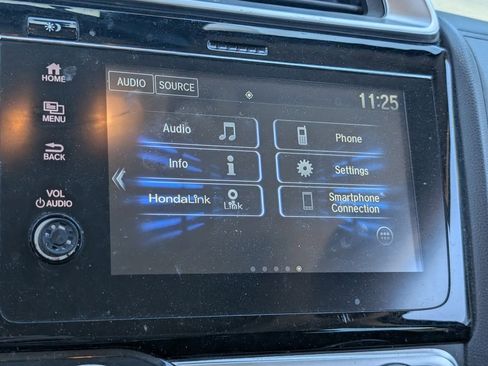 HOME
MENU
BACK
VOL
AUDIO
AUDIO SOURCE
11:25
Audio
Phone
Info
Settings
HondaLink Link
Smartphone
Connection